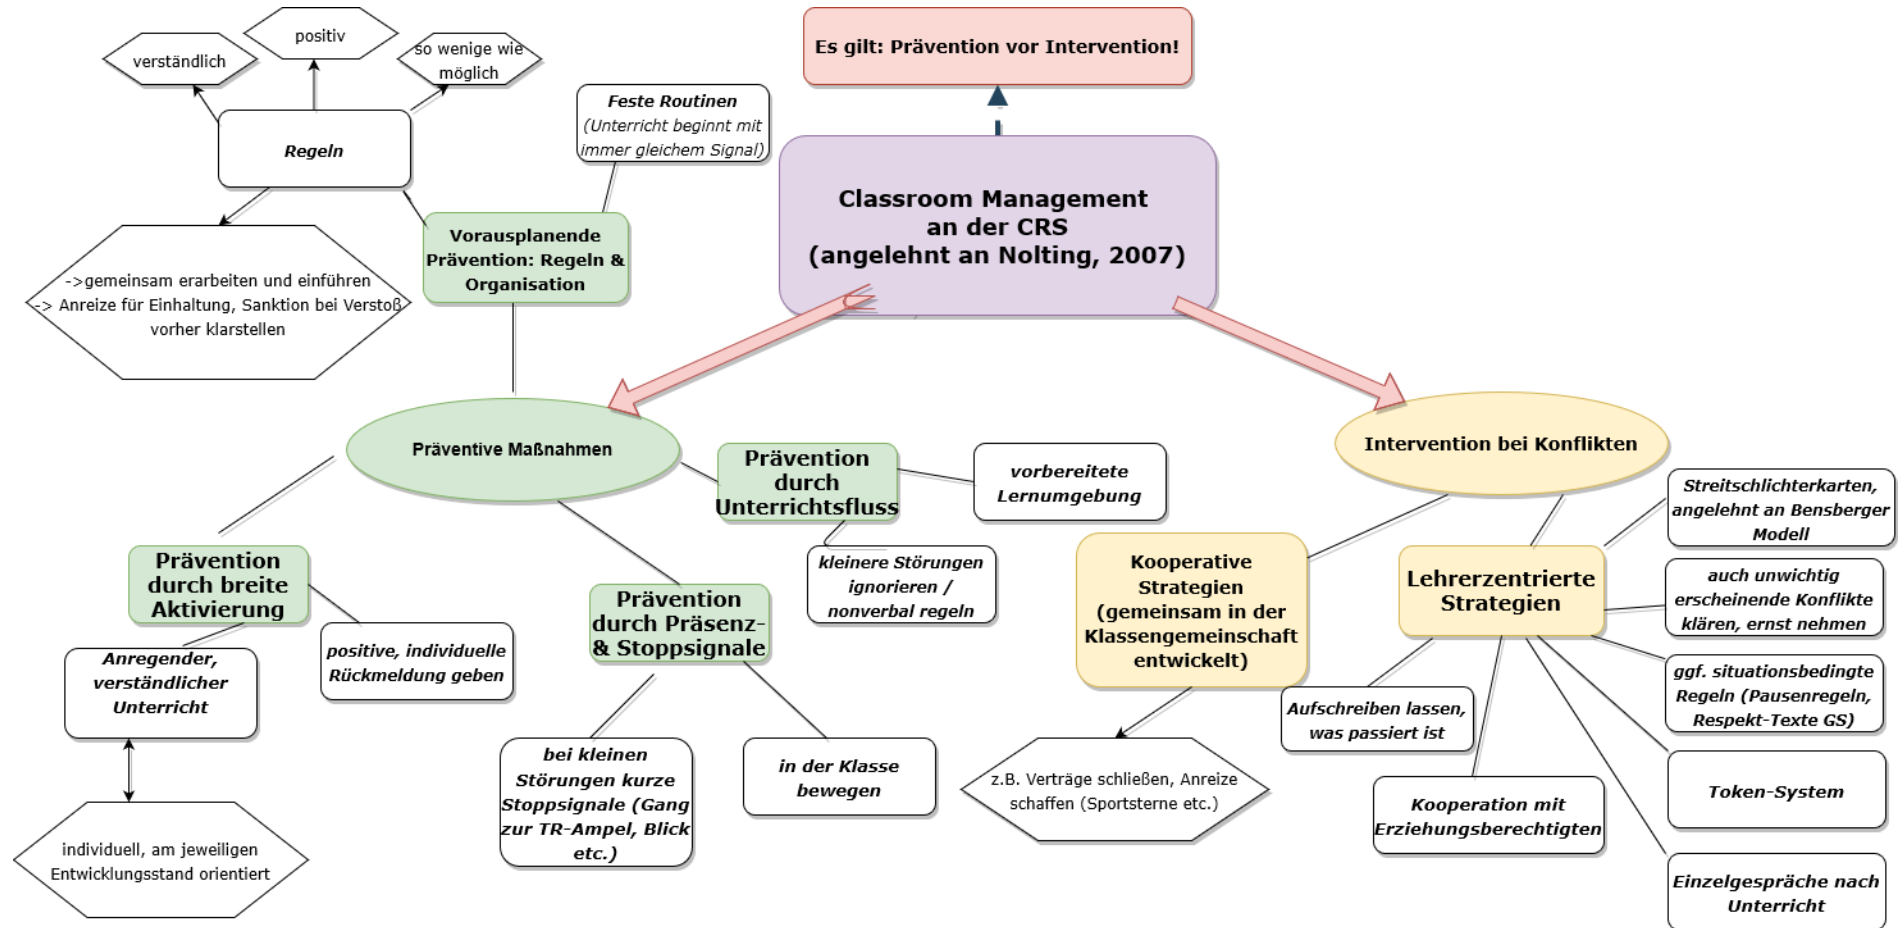 Es gilt: Prävention vor Intervention!
Classroom Management
an der CRS
(angelehnt an Nolting, 2007)
verständlich
positiv
so wenige wie
möglich
Regeln
->gemeinsam erarbeiten und einführen
-> Anreize für Einhaltung, Sanktion bei Verstoß
vorher klarstellen
Feste Routinen
(Unterricht beginnt mit
immer gleichem Signal)
Vorausplanende
Prävention: Regeln &
Organisation
Präventive Maßnahmen
Prävention
durch breite
Aktivierung
Anregender,
verständlicher
Unterricht
individuell, am jeweiligen
Entwicklungsstand orientiert
positive, individuelle
Rückmeldung geben
Prävention
durch Präsenz-
& Stoppsignale
bei kleinen
Störungen kurze
Stoppsignale (Gang
zur TR-Ampel, Blick
etc.)
in der Klasse
bewegen
Prävention
durch
Unterrichtsfluss
vorbereitete
Lernumgebung
kleinere Störungen
ignorieren /
nonverbal regeln
Intervention bei Konflikten
Kooperative
Strategien
(gemeinsam in der
Klassengemeinschaft
entwickelt)
z.B. Verträge schließen, Anreize
schaffen (Sportsterne etc.)
Lehrerzentrierte
Strategien
Streitschlichterkarten,
angelehnt an Bensberger
Modell
auch unwichtig
erscheinende Konflikte
klären, ernst nehmen
ggf. situationsbedingte
Regeln (Pausenregeln,
Respekt-Texte GS)
Token-System
Einzelgespräche nach
Unterricht
Kooperation mit
Erziehungsberechtigten
Aufschreiben lassen,
was passiert ist